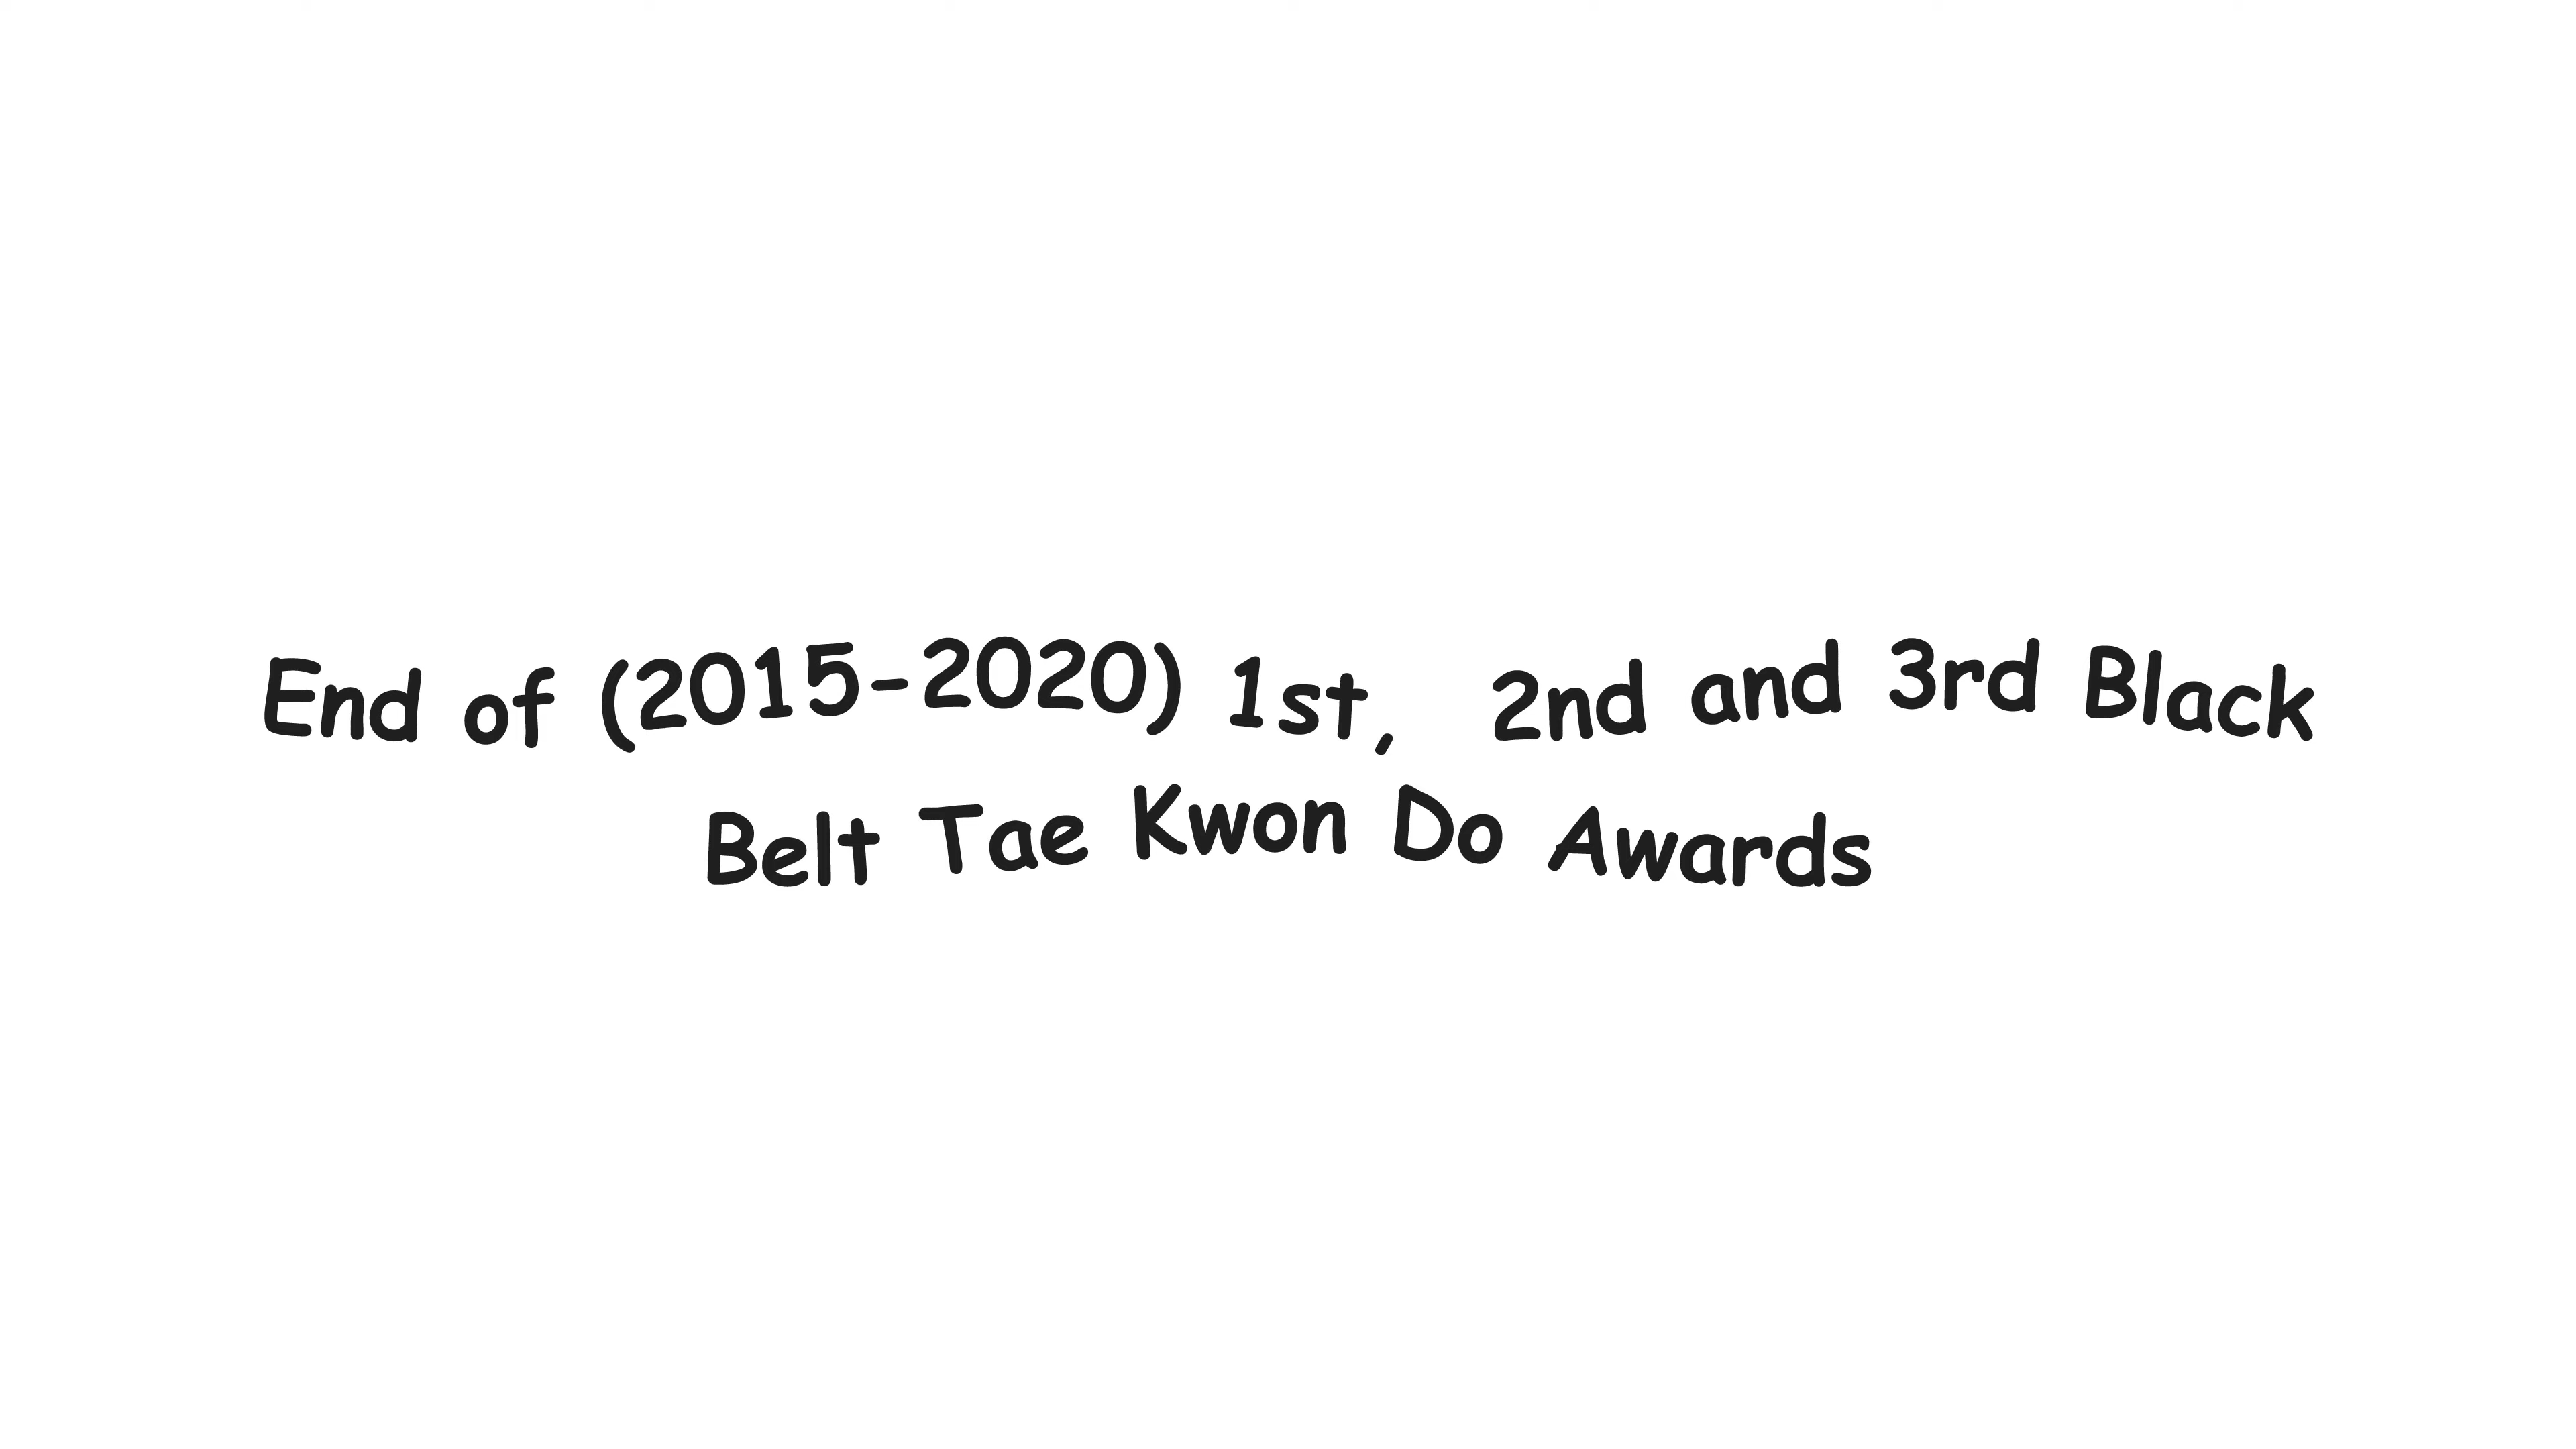 End of (2015-2020) 1st,  2nd and 3rd Black
Belt Tae Kwon Do Awards